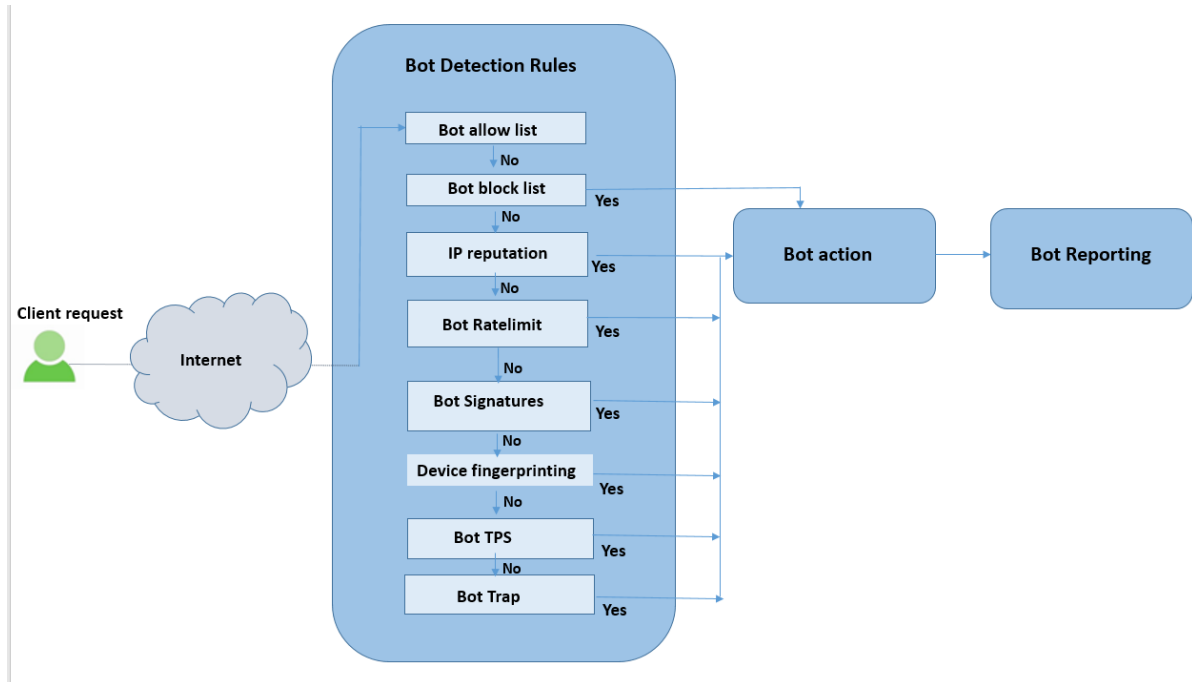 Bot Detection Rules
Bot allow list
No
Bot block list
Yes
No
IP reputation
Yes
No
Bot Ratelimit
Yes
No
Bot Signatures
Yes
No
Device fingerprinting
Yes
No
Bot TPS
Yes
No
Bot Trap
Yes
Client request
Internet
Bot action
Bot Reporting